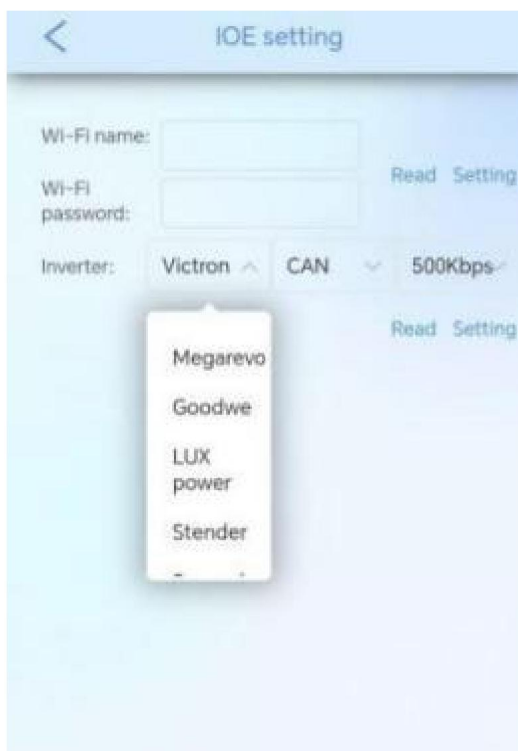 IOE setting
Wi-Fi name:
Wi-Fi
password:
Read Setting
Inverter: Victron CAN 500Kbps
Read Setting
Megarevo
Goodwe
LUX
power
Stender